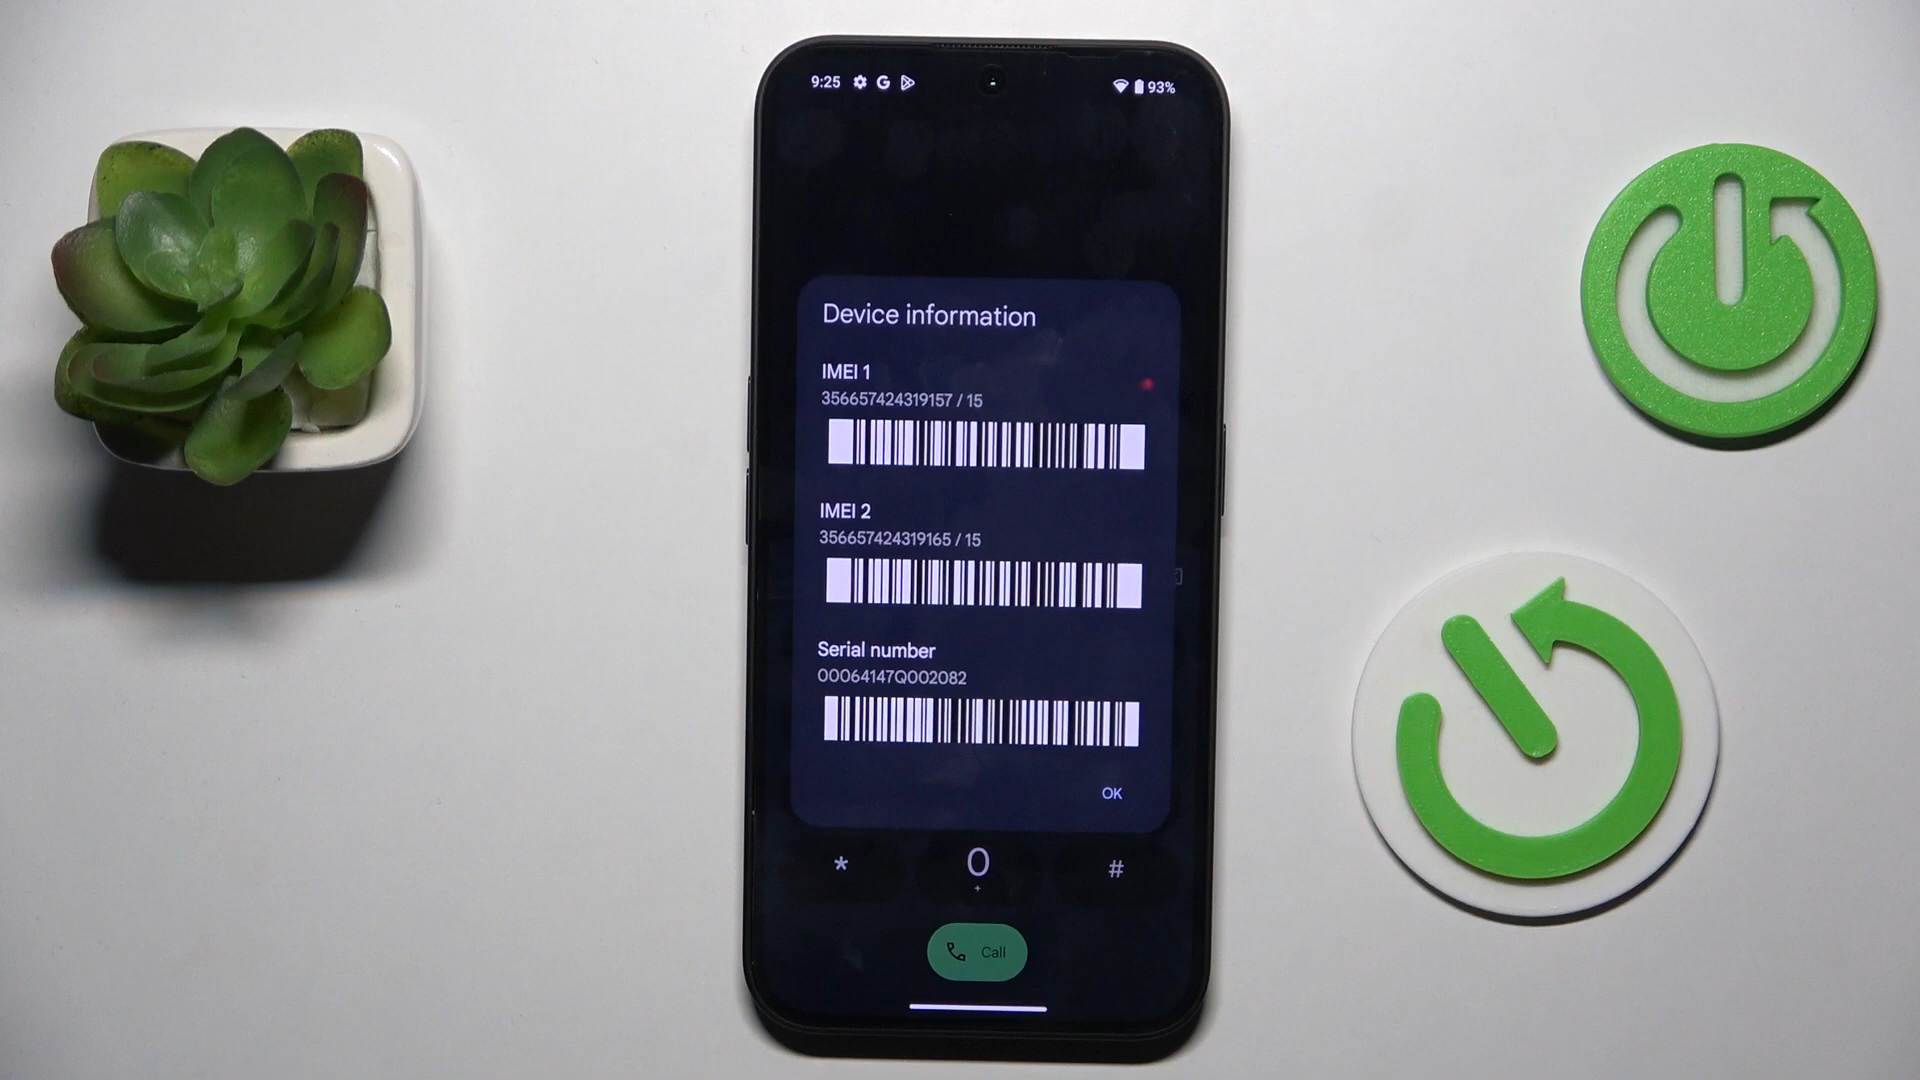 9:25 G 93%
Device information
IMEI 1
356657424319157 / 15
IMEI 2
356657424319165 / 15
Serial number
00064147Q002082
OK
* 0 #
+
Call